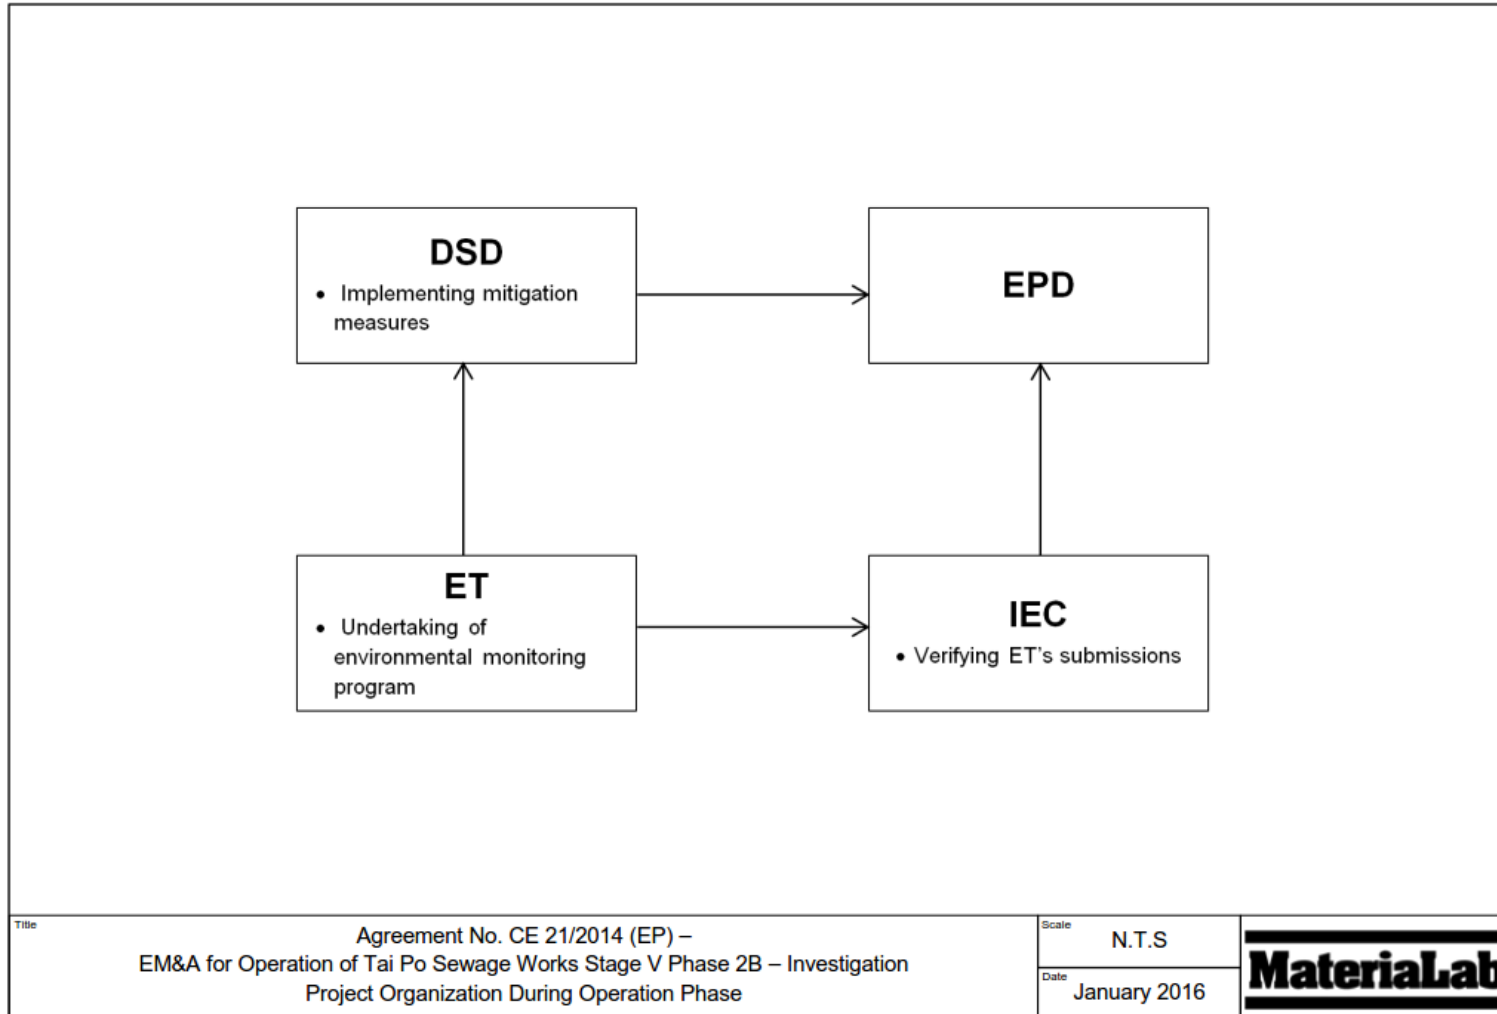 DSD
• Implementing mitigation
measures
EPD
ET
• Undertaking of
environmental monitoring
program
IEC
• Verifying ET's submissions
Title
Agreement No. CE 21/2014 (EP) –
EM&A for Operation of Tai Po Sewage Works Stage V Phase 2B – Investigation
Project Organization During Operation Phase
Scale
N.T.S
Date
January 2016
MateriaLab